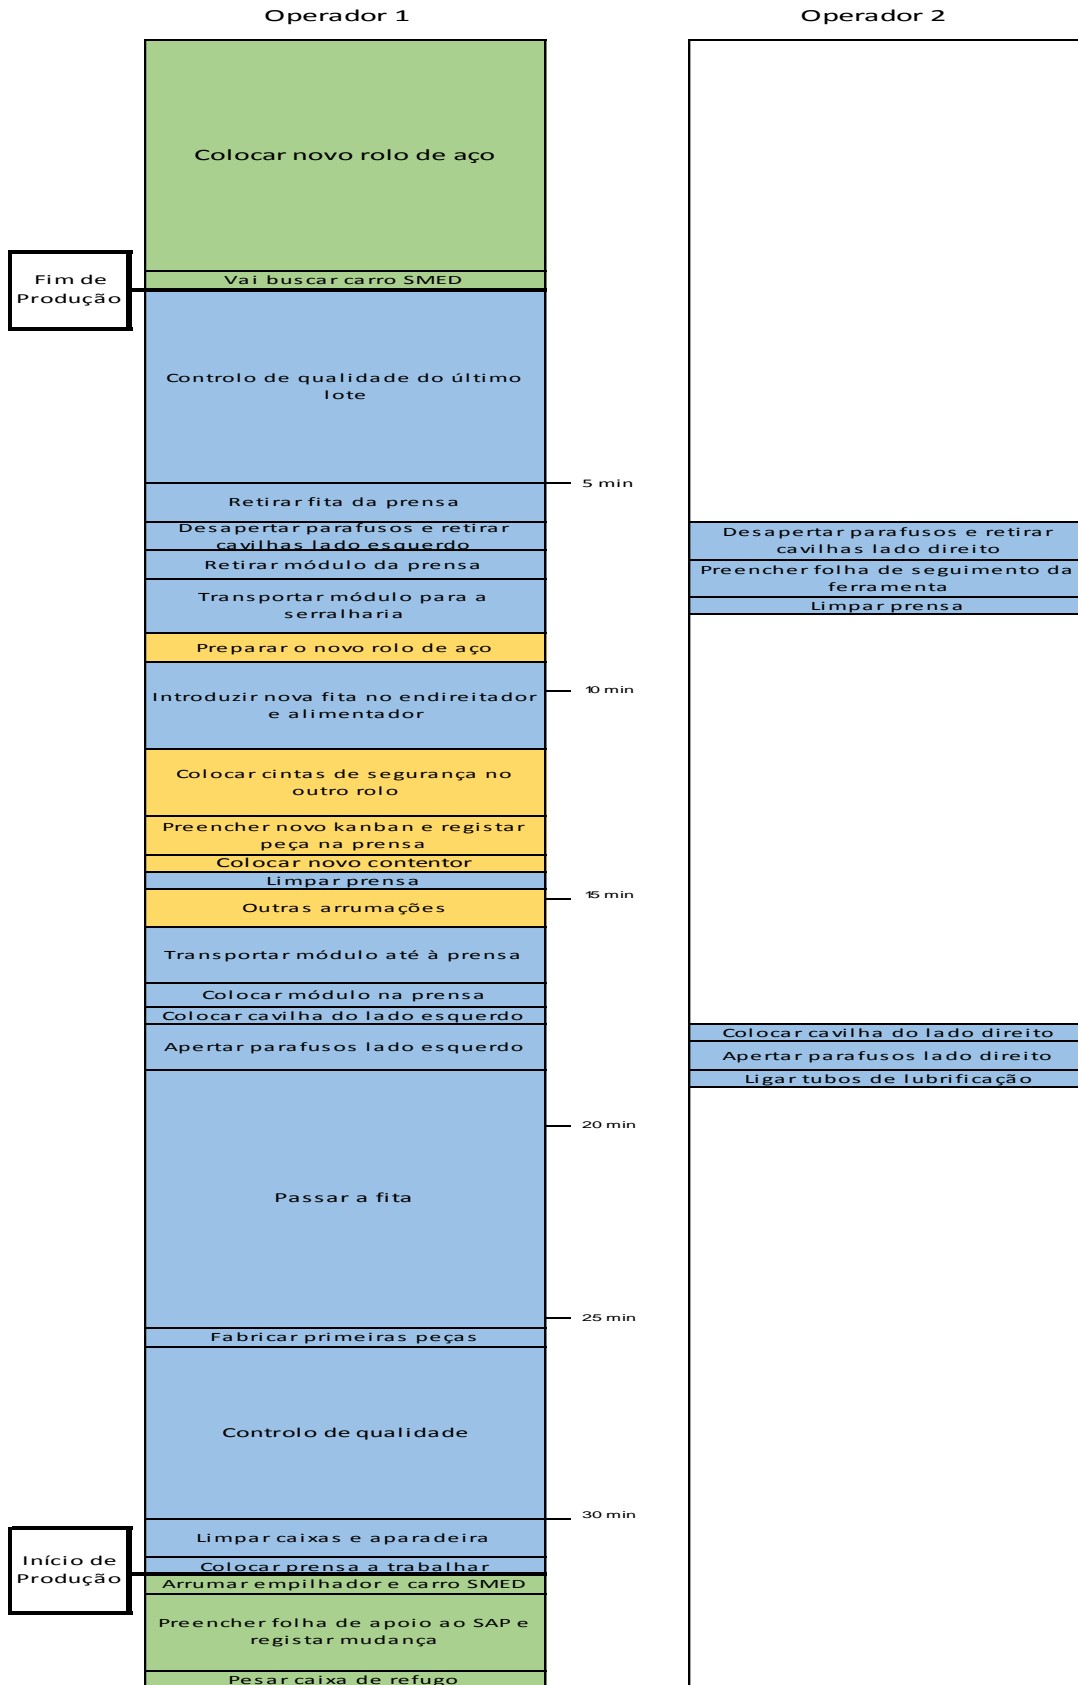 Operador 1
Operador 2
Colocar novo rolo de aço
Vai buscar carro SMED
Fim de
Produção
Controlo de qualidade do último
lote
5 min
Retirar fita da prensa
Desapertar parafusos e retirar
cavilhas lado esquerdo
Desapertar parafusos e retirar
cavilhas lado direito
Retirar módulo da prensa
Preencher folha de seguimento da
ferramenta
Transportar módulo para a
serralharia
Limpar prensa
Preparar o novo rolo de aço
10 min
Introduzir nova fita no endireitador
e alimentador
Colocar cintas de segurança no
outro rolo
Preencher novo kanban e registar
peça na prensa
Colocar novo contentor
Limpar prensa
15 min
Outras arrumações
Transportar módulo até à prensa
Colocar módulo na prensa
Colocar cavilha do lado esquerdo
Colocar cavilha do lado direito
Apertar parafusos lado esquerdo
Apertar parafusos lado direito
Ligar tubos de lubrificação
20 min
Passar a fita
25 min
Fabricar primeiras peças
Controlo de qualidade
30 min
Limpar caixas e aparadeira
Início de
Produção
Colocar prensa a trabalhar
Arrumar empilhador e carro SMED
Preencher folha de apoio ao SAP e
registar mudança
Pesar caixa de refugo